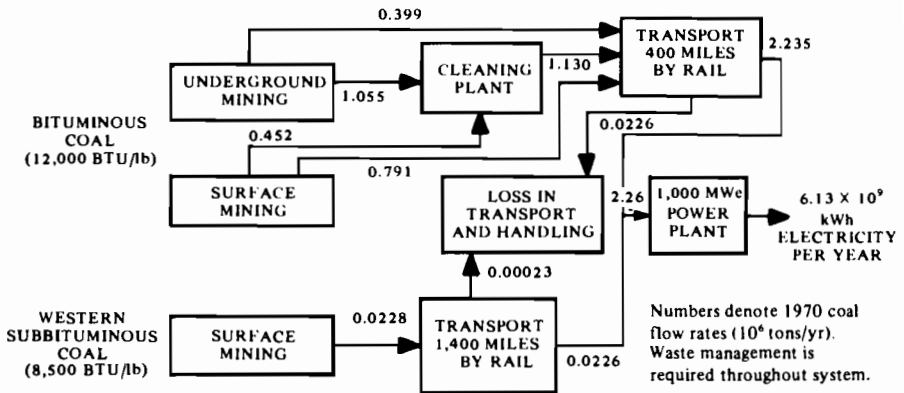 0.399
TRANSPORT
400 MILES
BY RAIL
2.235
1.130
CLEANING
PLANT
UNDERGROUND
MINING
1.055
BITUMINOUS
COAL
(12,000 BTU/lb)
0.452
0.0226
0.791
SURFACE
MINING
LOSS IN
TRANSPORT
AND HANDLING
2.26
1,000 MWe
POWER
PLANT
6.13 × 10⁹
kWh
ELECTRICITY
PER YEAR
0.00023
WESTERN
SUBBITUMINOUS
COAL
(8,500 BTU/lb)
SURFACE
MINING
0.0228
TRANSPORT
1,400 MILES
BY RAIL
0.0226
Numbers denote 1970 coal
flow rates (10⁶ tons/yr).
Waste management is
required throughout system.